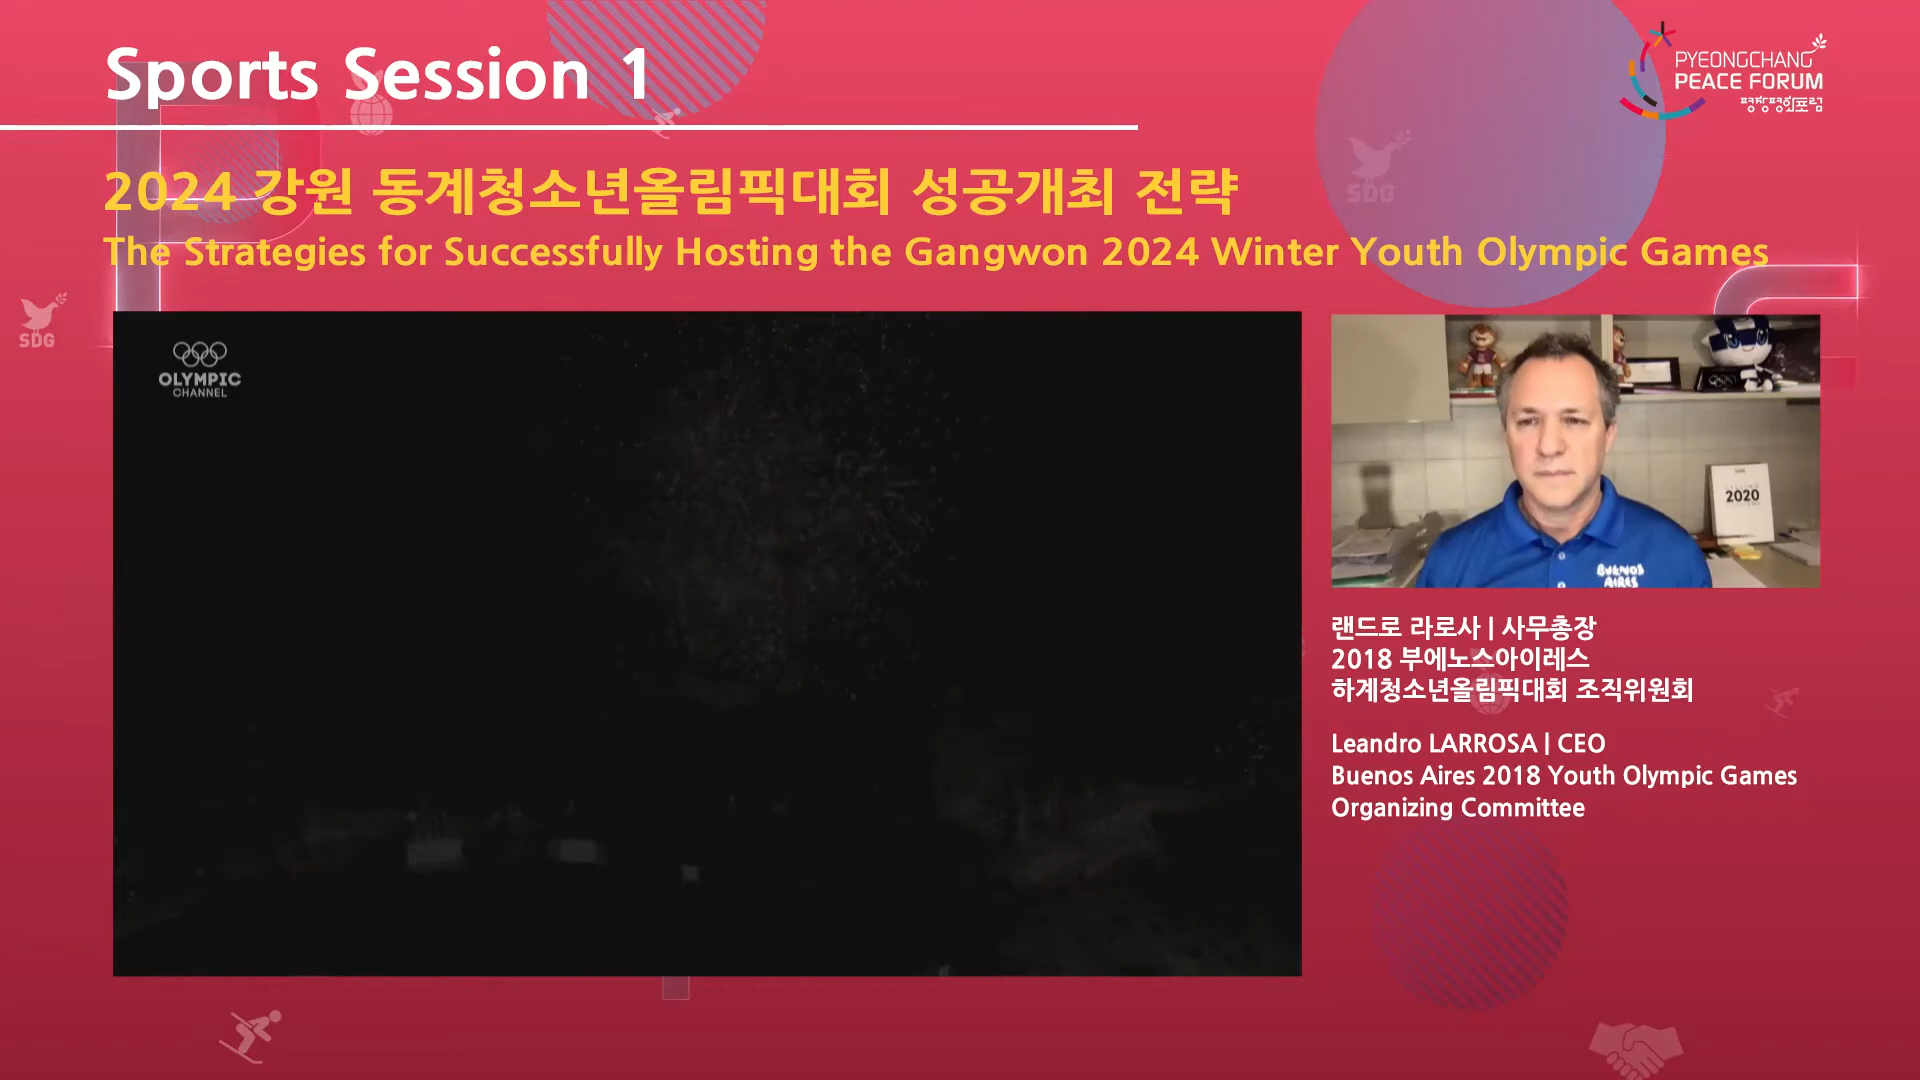 Sports Session 1
PYEONGCHANG
PEACE FORUM
평창평화포럼
2024 강원 동계청소년올림픽대회 성공개최 전략
The Strategies for Successfully Hosting the Gangwon 2024 Winter Youth Olympic Games
SDG
SDG
OLYMPIC
CHANNEL
2020
BUENOS
AIRES
랜드로 라로사 | 사무총장
2018 부에노스아이레스
하계청소년올림픽대회 조직위원회
Leandro LARROSA | CEO
Buenos Aires 2018 Youth Olympic Games
Organizing Committee